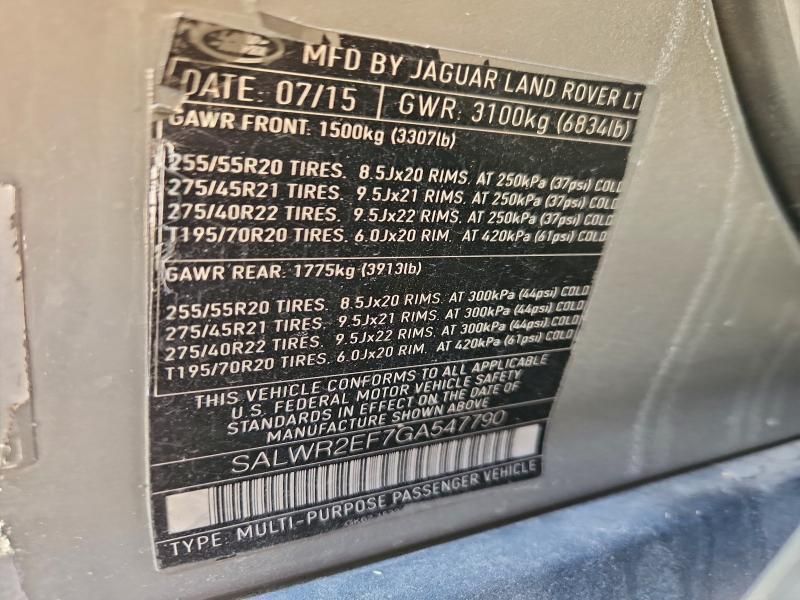 MFD BY JAGUAR LAND ROVER LT
DATE: 07/15 GWR: 3100kg (6834lb)
GAWR FRONT: 1500kg (3307lb)
255/55R20 TIRES. 8.5Jx20 RIMS. AT 250kPa (37psi) COLD
275/45R21 TIRES. 9.5Jx21 RIMS. AT 250kPa (37psi) COLD
275/40R22 TIRES. 9.5Jx22 RIMS. AT 250kPa (37psi) COLD
T195/70R20 TIRES. 6.0Jx20 RIM. AT 420kPa (61psi) COLD
GAWR REAR: 1775kg (3913lb)
255/55R20 TIRES. 8.5Jx20 RIMS. AT 300kPa (44psi) COLD
275/45R21 TIRES. 9.5Jx21 RIMS. AT 300kPa (44psi) COLD
275/40R22 TIRES. 9.5Jx22 RIMS. AT 300kPa (44psi) COLD
T195/70R20 TIRES. 6.0Jx20 RIM. AT 420kPa (61psi) COLD
THIS VEHICLE CONFORMS TO ALL APPLICABLE
U.S. FEDERAL MOTOR VEHICLE SAFETY
STANDARDS IN EFFECT ON THE DATE OF
MANUFACTURE SHOWN ABOVE
SALWR2EF7GA547790
TYPE: MULTI-PURPOSE PASSENGER VEHICLE